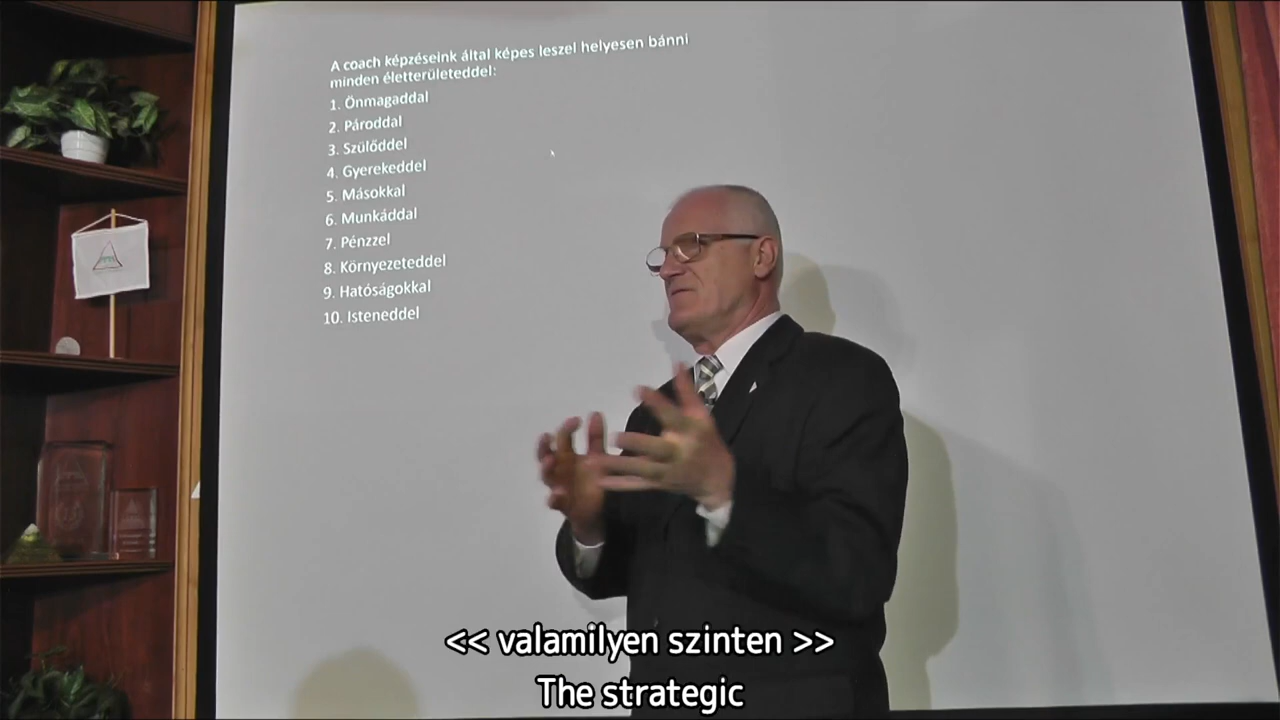 A coach képzéseink által képes leszel helyesen bánni
minden életterületeddel:
1. Önmagaddal
2. Pároddal
3. Szülőddel
4. Gyerekeddel
5. Másokkal
6. Munkáddal
7. Pénzzel
8. Környezeteddel
9. Hatóságokkal
10. Isteneddel
<< valamilyen szinten >>
The strategic